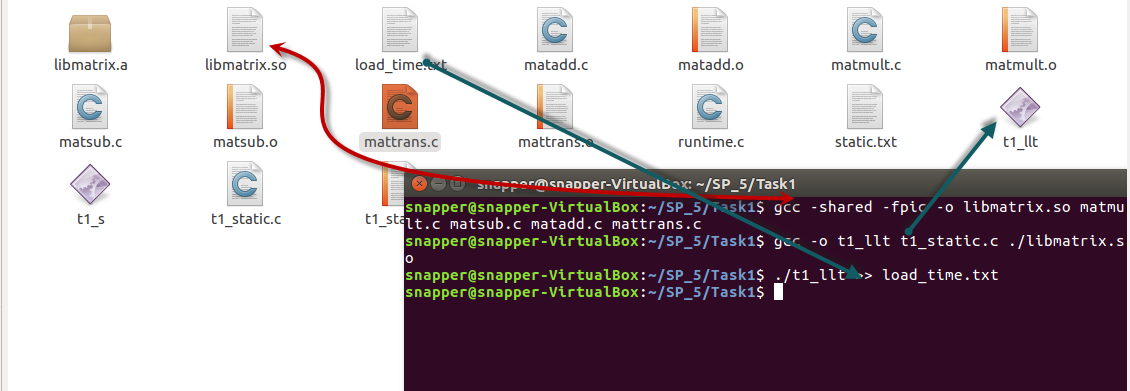 libmatrix.a libmatrix.so load_time.txt matadd.c matadd.o matmult.c matmult.o
matsub.c matsub.o mattrans.c mattrans.o runtime.c static.txt t1_llt
t1_s t1_static.c t1_sta
snapper@snapper-VirtualBox: ~/SP_5/Task1
snapper@snapper-VirtualBox:~/SP_5/Task1$ gcc -shared -fpic -o libmatrix.so matmu
lt.c matsub.c matadd.c mattrans.c
snapper@snapper-VirtualBox:~/SP_5/Task1$ gcc -o t1_llt t1_static.c ./libmatrix.s
o
snapper@snapper-VirtualBox:~/SP_5/Task1$ ./t1_llt >> load_time.txt
snapper@snapper-VirtualBox:~/SP_5/Task1$